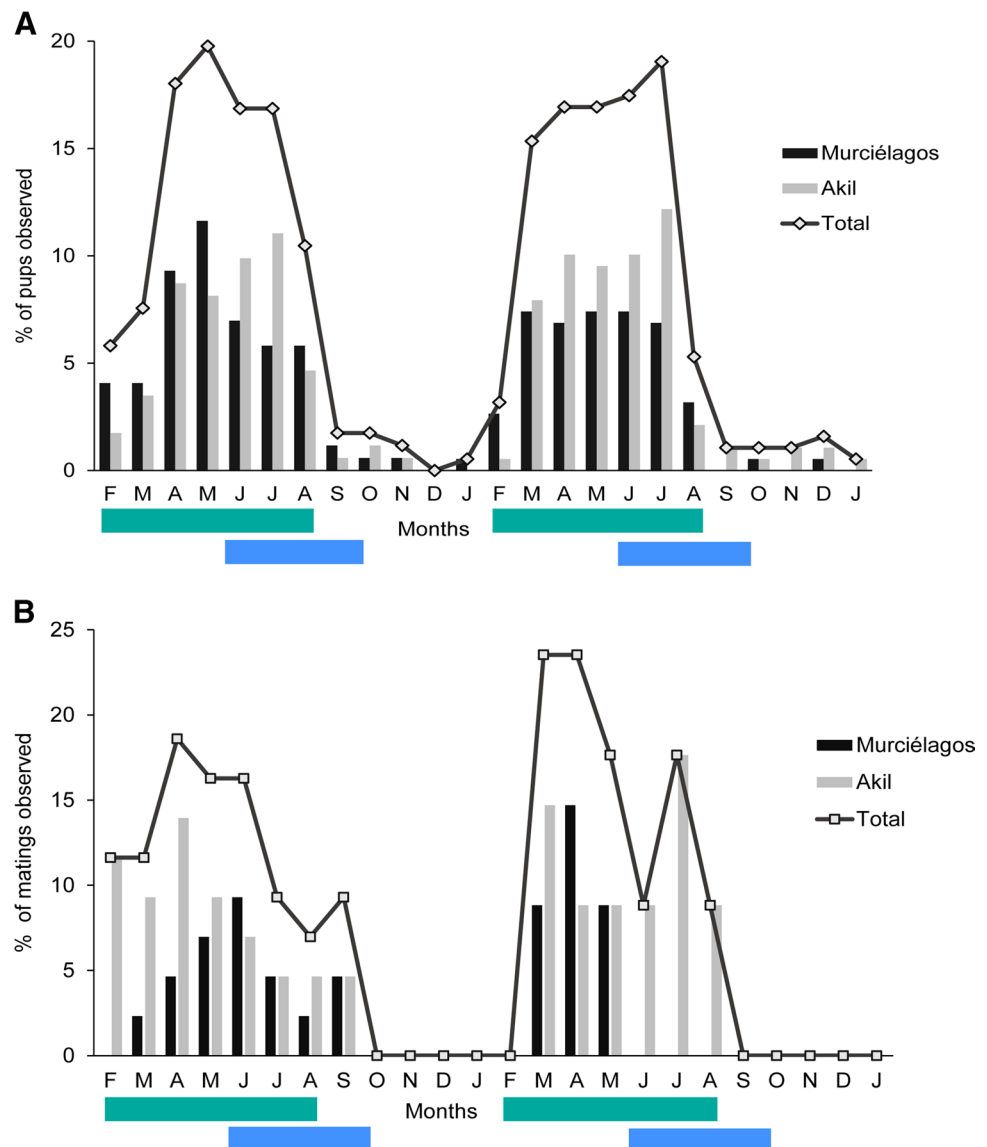 A
20
15
10
5
0
% of pups observed
Murciélagos
Akil
Total
F M A M J J A S O N D J F M A M J J A S O N D J
Months
B
25
20
15
10
5
0
% of matings observed
Murciélagos
Akil
Total
F M A M J J A S O N D J F M A M J J A S O N D J
Months